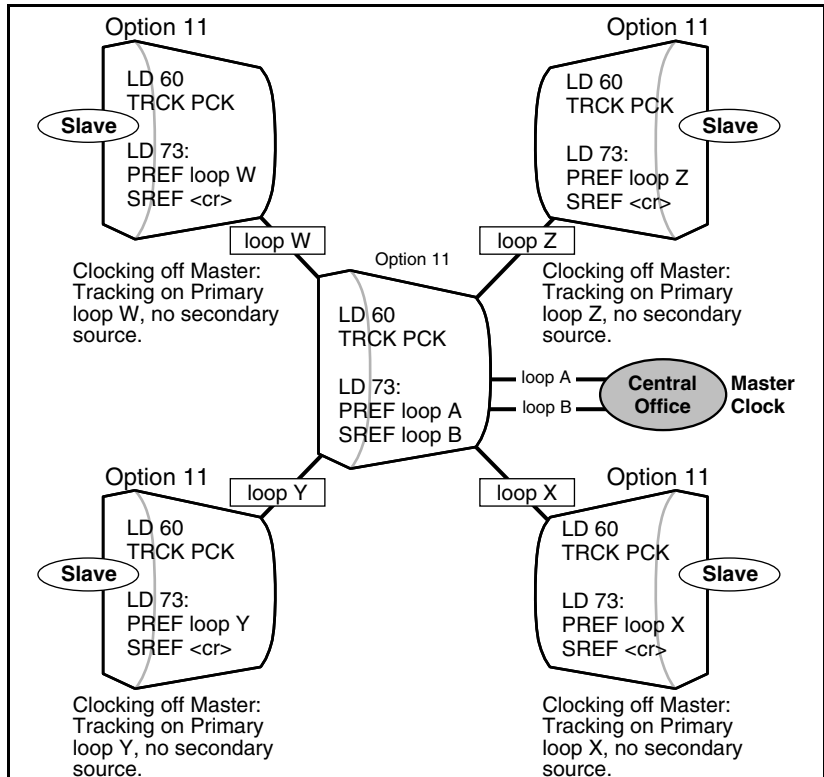 Option 11
LD 60
TRCK PCK
Slave
LD 73:
PREF loop W
SREF <cr>
loop W
Clocking off Master:
Tracking on Primary
loop W, no secondary
source.
Option 11
LD 60
TRCK PCK
Slave
LD 73:
PREF loop Z
SREF <cr>
loop Z
Clocking off Master:
Tracking on Primary
loop Z, no secondary
source.
Option 11
LD 60
TRCK PCK
LD 73:
PREF loop A
SREF loop B
loop A
loop B
Central
Office
Master
Clock
Option 11
loop Y
LD 60
TRCK PCK
Slave
LD 73:
PREF loop Y
SREF <cr>
Clocking off Master:
Tracking on Primary
loop Y, no secondary
source.
Option 11
loop X
LD 60
TRCK PCK
Slave
LD 73:
PREF loop X
SREF <cr>
Clocking off Master:
Tracking on Primary
loop X, no secondary
source.